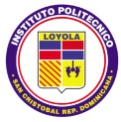 INSTITUTO POLITECNICO
LOYOLA
SAN CRISTOBAL REP. DOMINICANA